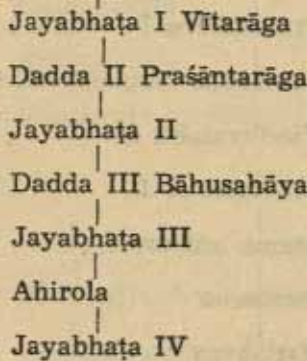 Jayabhaṭa I Vītarāga
Dadda II Praśāntarāga
Jayabhaṭa II
Dadda III Bāhusahāya
Jayabhaṭa III
Ahirola
Jayabhaṭa IV